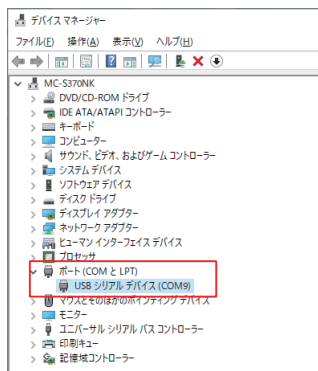 デバイス マネージャー
ファイル(F) 操作(A) 表示(V) ヘルプ(H)
MC-S370NK
DVD/CD-ROM ドライブ
IDE ATA/ATAPI コントローラー
キーボード
コンピューター
サウンド、ビデオ、およびゲーム コントローラー
システム デバイス
ソフトウェア デバイス
ディスク ドライブ
ディスプレイ アダプター
ネットワーク アダプター
ヒューマン インターフェイス デバイス
プロセッサ
ポート (COM と LPT)
USB シリアル デバイス (COM9)
マウスとそのほかのポインティング デバイス
モニター
ユニバーサル シリアル バス コントローラー
印刷キュー
記憶域コントローラー